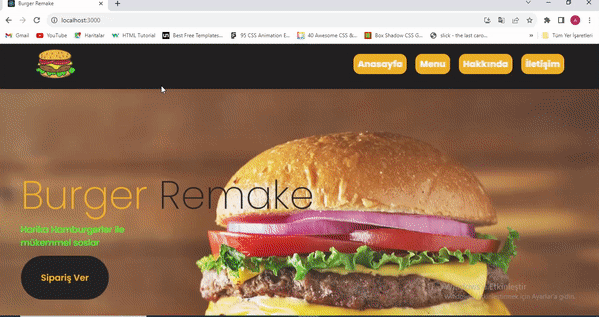 Burger Remake
localhost:3000
Bookmarks YouTube Haritalar HTML Tutorial Best Free Templates... 95 CSS Animation E... 40 Awesome CSS &... Box Shadow CSS G... slick - the last caro... Tüm Yer İşaretleri
Anasayfa Menu Hakkında İletişim
Burger Remake
Harika Hamburgerler ile
mükemmel soslar
Sipariş Ver
Windows'u Etkinleştir
Windows'u etkinleştirmek için Ayarlar'a gidin.